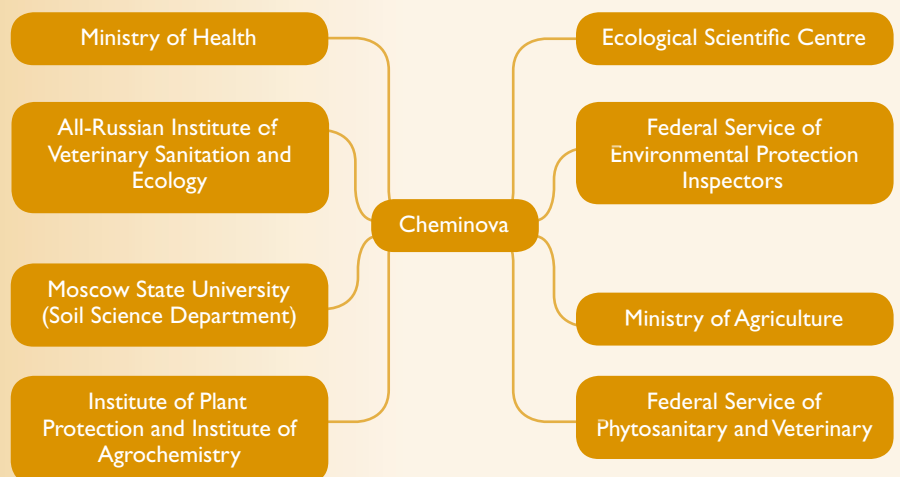 Ministry of Health
All-Russian Institute of
Veterinary Sanitation and
Ecology
Moscow State University
(Soil Science Department)
Institute of Plant
Protection and Institute of
Agrochemistry
Cheminova
Ecological Scientific Centre
Federal Service of
Environmental Protection
Inspectors
Ministry of Agriculture
Federal Service of
Phytosanitary and Veterinary